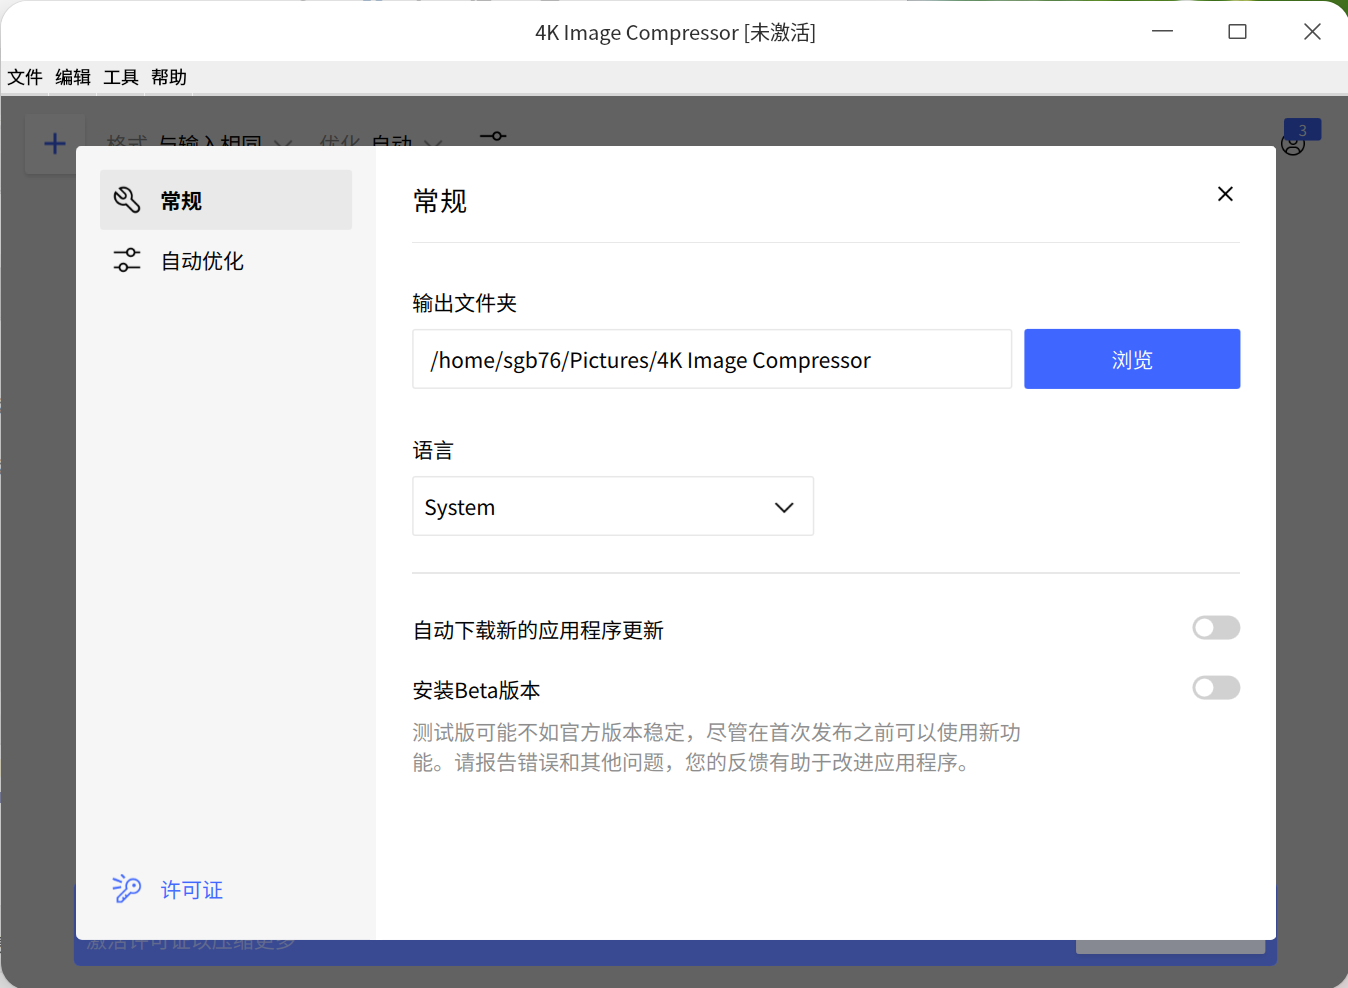 4K Image Compressor [未激活]
文件 编辑 工具 帮助
格式 与输入相同 优化 自动
3
常规
自动优化
许可证
常规
输出文件夹
/home/sgb76/Pictures/4K Image Compressor
浏览
语言
System
自动下载新的应用程序更新
安装Beta版本
测试版可能不如官方版本稳定，尽管在首次发布之前可以使用新功
能。请报告错误和其他问题，您的反馈有助于改进应用程序。
激活许可证以压缩更多